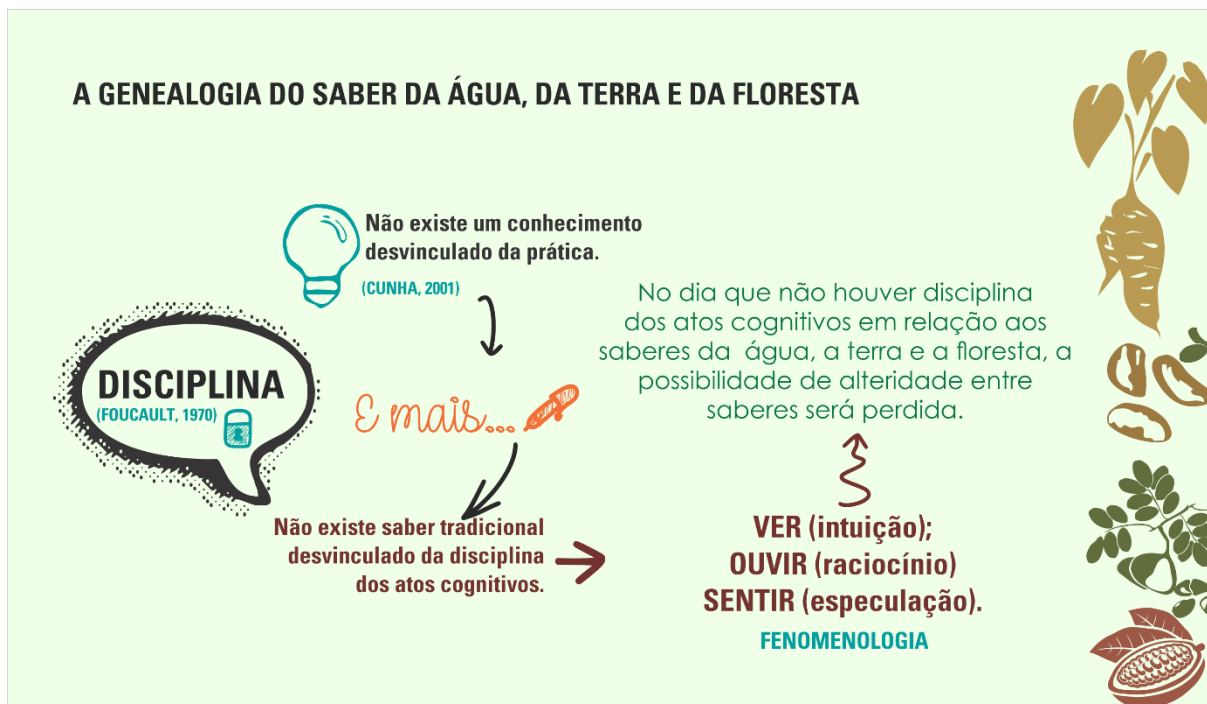 A GENEALOGIA DO SABER DA ÁGUA, DA TERRA E DA FLORESTA
Não existe um conhecimento
desvinculado da prática.
(CUNHA, 2001)
DISCIPLINA
(FOUCAULT, 1970)
E mais...
Não existe saber tradicional
desvinculado da disciplina
dos atos cognitivos.
No dia que não houver disciplina
dos atos cognitivos em relação aos
saberes da água, a terra e a floresta, a
possibilidade de alteridade entre
saberes será perdida.
VER (intuição);
OUVIR (raciocínio)
SENTIR (especulação).
FENOMENOLOGIA